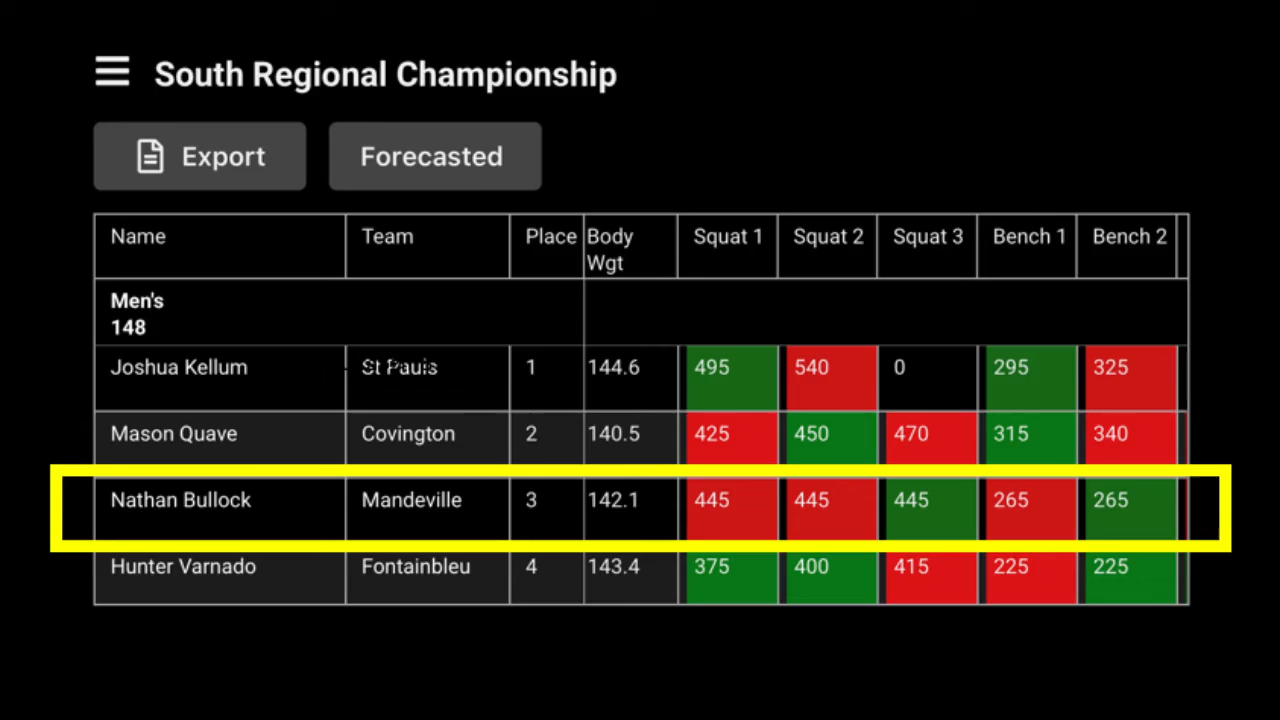 South Regional Championship
Export Forecasted
Name Team Place Body Wgt Squat 1 Squat 2 Squat 3 Bench 1 Bench 2
Men's
148
Joshua Kellum St Pauls 1 144.6 495 540 0 295 325
Mason Quave Covington 2 140.5 425 450 470 315 340
Nathan Bullock Mandeville 3 142.1 445 445 445 265 265
Hunter Varnado Fontainbleu 4 143.4 375 400 415 225 225